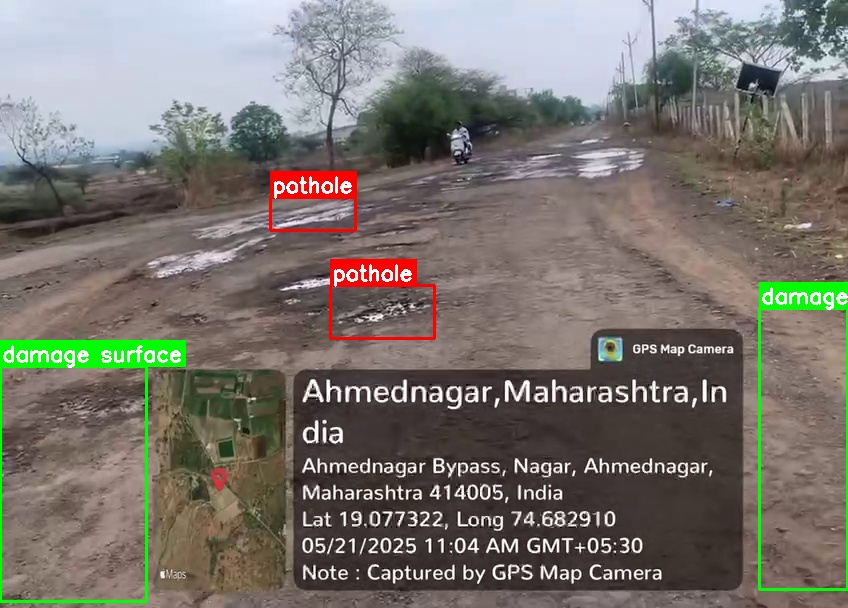 pothole
pothole
damage
damage surface
GPS Map Camera
Ahmednagar,Maharashtra,In
dia
Ahmednagar Bypass, Nagar, Ahmednagar,
Maharashtra 414005, India
Lat 19.077322, Long 74.682910
05/21/2025 11:04 AM GMT+05:30
Note : Captured by GPS Map Camera
Maps